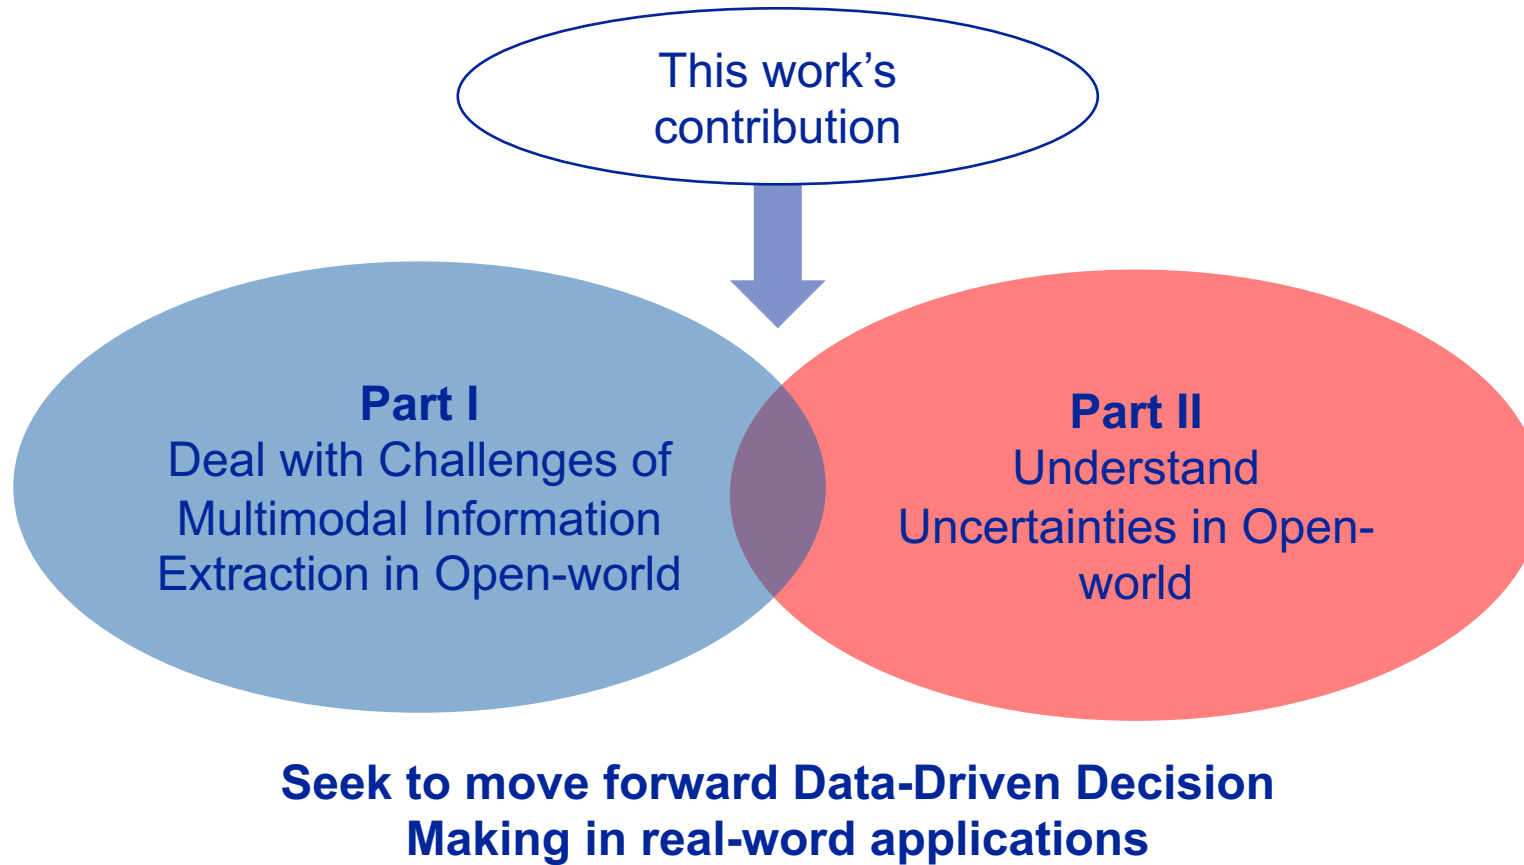 This work’s
contribution
Part I
Deal with Challenges of
Multimodal Information
Extraction in Open-world
Part II
Understand
Uncertainties in Open-
world
Seek to move forward Data-Driven Decision
Making in real-word applications